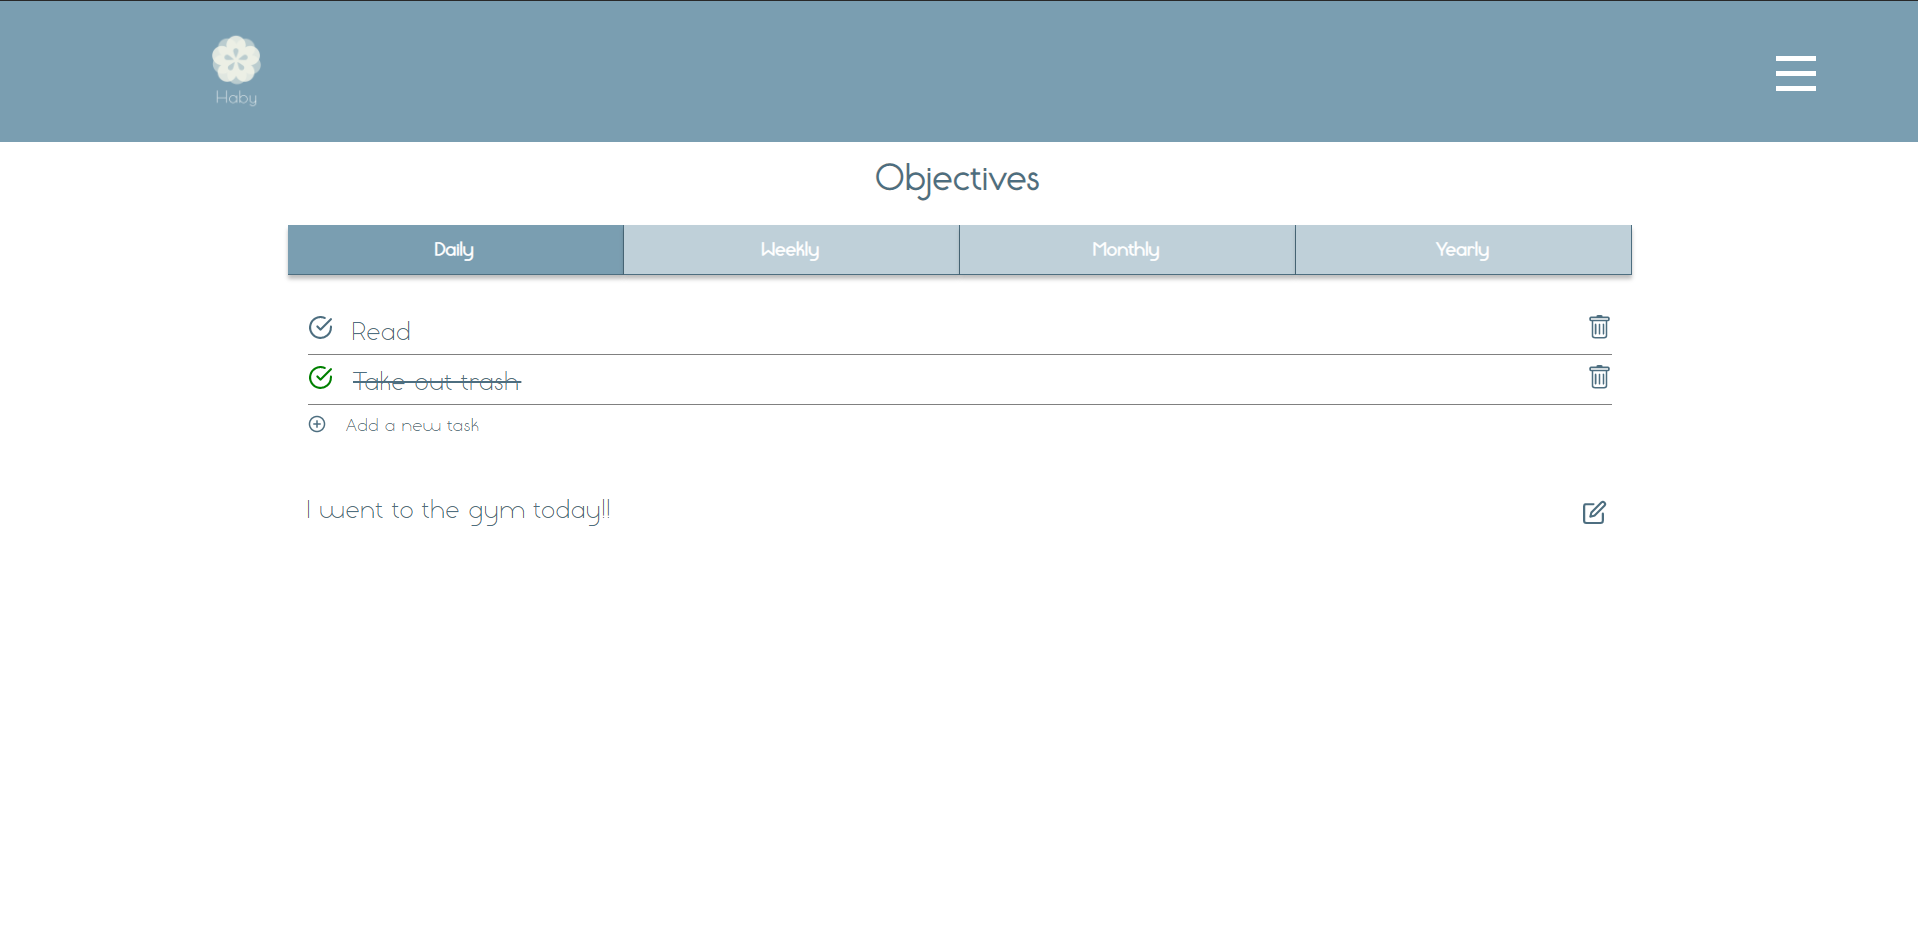 Haby
Objectives
Daily Weekly Monthly Yearly
Read
Take out trash
Add a new task
I went to the gym today!!